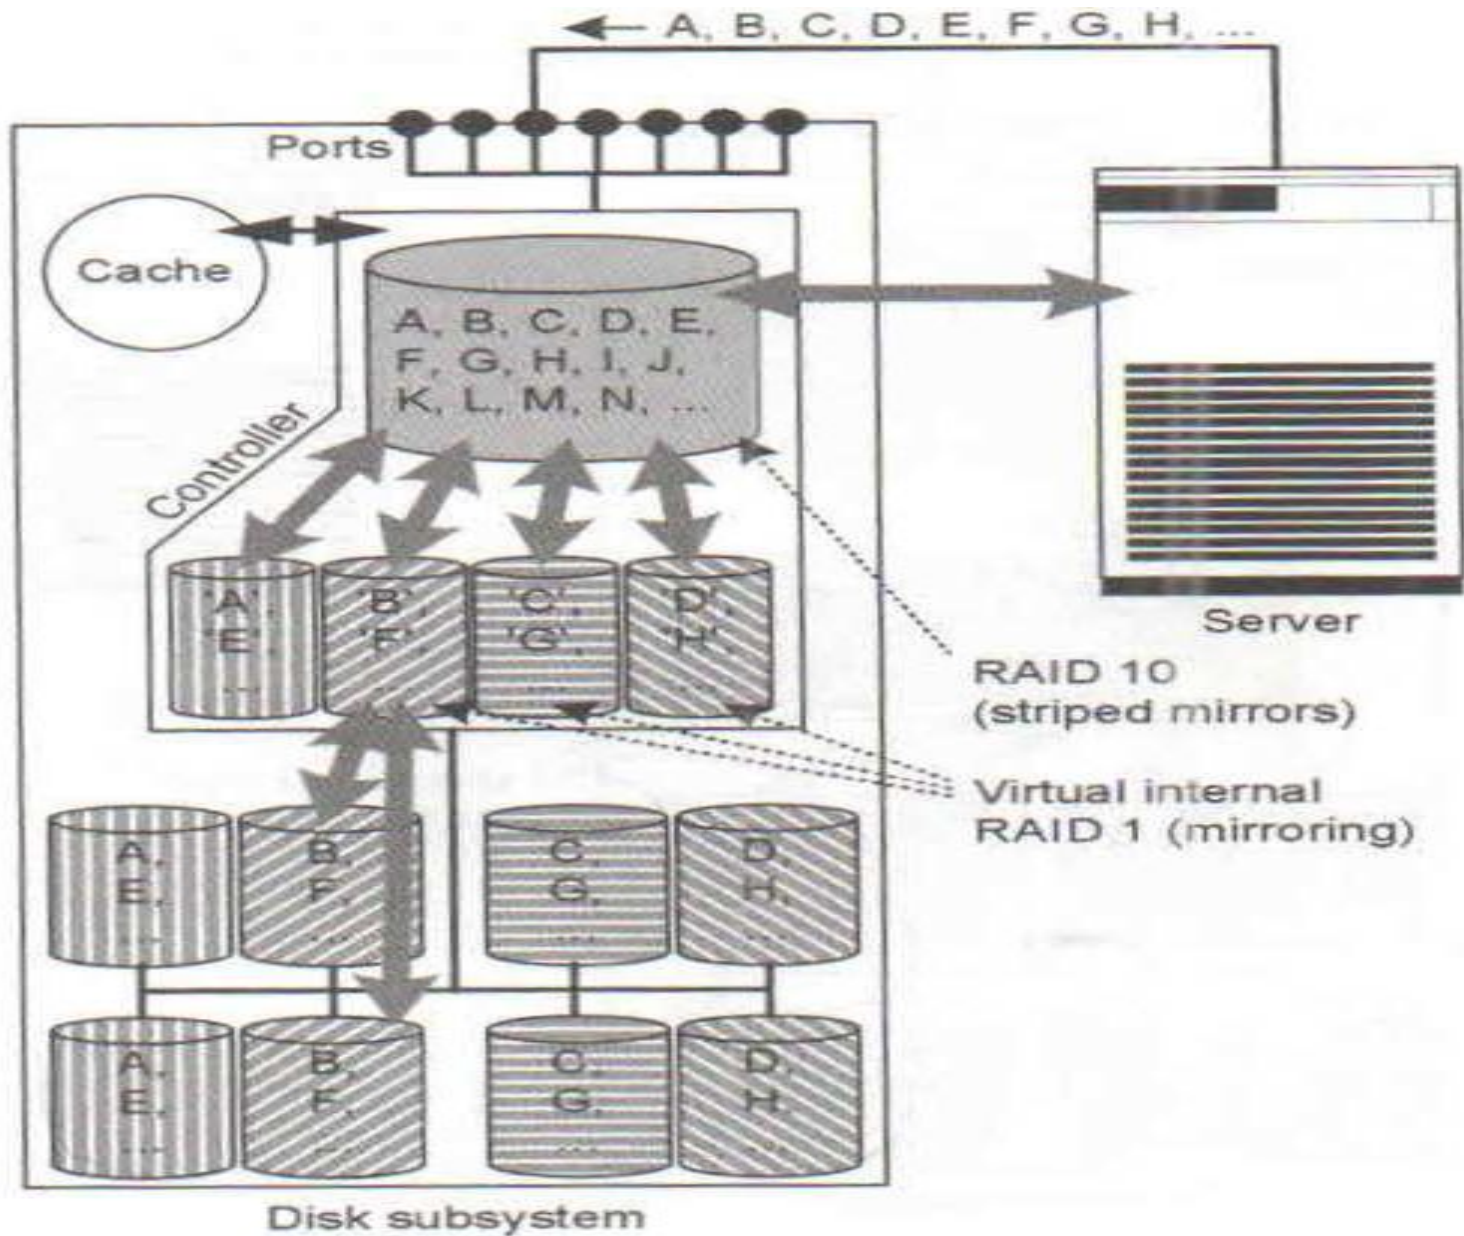 A, B, C, D, E, F, G, H, ...
Ports
Cache
A, B, C, D, E,
F, G, H, I, J,
K, L, M, N, ...
Controller
'A', 'B', 'C', 'D',
'E', 'F', 'G', 'H',
... ... ... ...
Server
RAID 10
(striped mirrors)
Virtual internal
RAID 1 (mirroring)
A, B, C, D,
E, F, G, H,
... ... ... ...
A, B, C, D,
E, F, G, H,
... ... ... ...
Disk subsystem